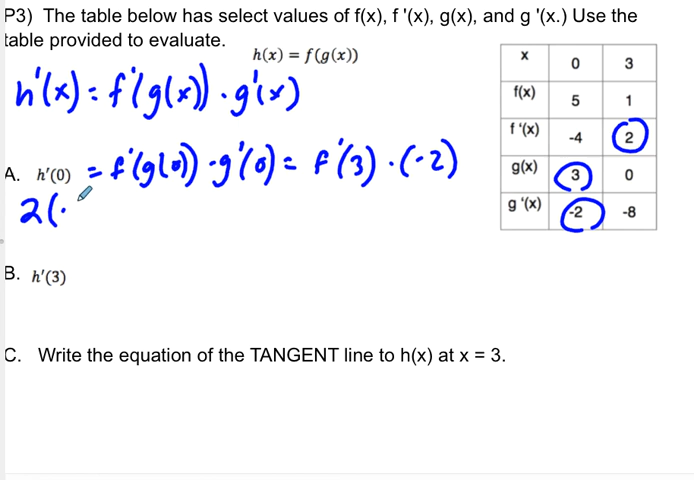 P3) The table below has select values of f(x), f '(x), g(x), and g '(x.) Use the
table provided to evaluate.
h(x) = f(g(x))
h'(x) = f'(g(x)) · g'(x)
A. h′(0) = f'(g(0)) · g'(0) = f'(3) · (-2)
2(·
B. h′(3)
C. Write the equation of the TANGENT line to h(x) at x = 3.
x 0 3
f(x) 5 1
f '(x) -4 2
g(x) 3 0
g '(x) -2 -8